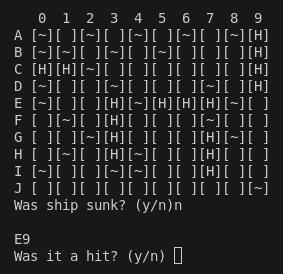 0  1  2  3  4  5  6  7  8  9
A [~][ ][~][ ][~][ ][~][ ][~][H]
B [~][~][ ][~][ ][~][ ][ ][ ][H]
C [H][H][~][ ][ ][ ][ ][ ][ ][H]
D [~][ ][ ][~][ ][ ][ ][~][ ][H]
E [~][ ][ ][H][~][H][H][H][~][ ]
F [ ][~][ ][H][ ][ ][ ][~][ ][ ]
G [ ][ ][~][H][ ][ ][ ][H][~][ ]
H [ ][~][ ][H][~][ ][ ][H][ ][ ]
I [~][ ][ ][~][~][ ][ ][H][ ][ ]
J [ ][ ][ ][ ][ ][ ][ ][ ][ ][~]
Was ship sunk? (y/n)n
E9
Was it a hit? (y/n)